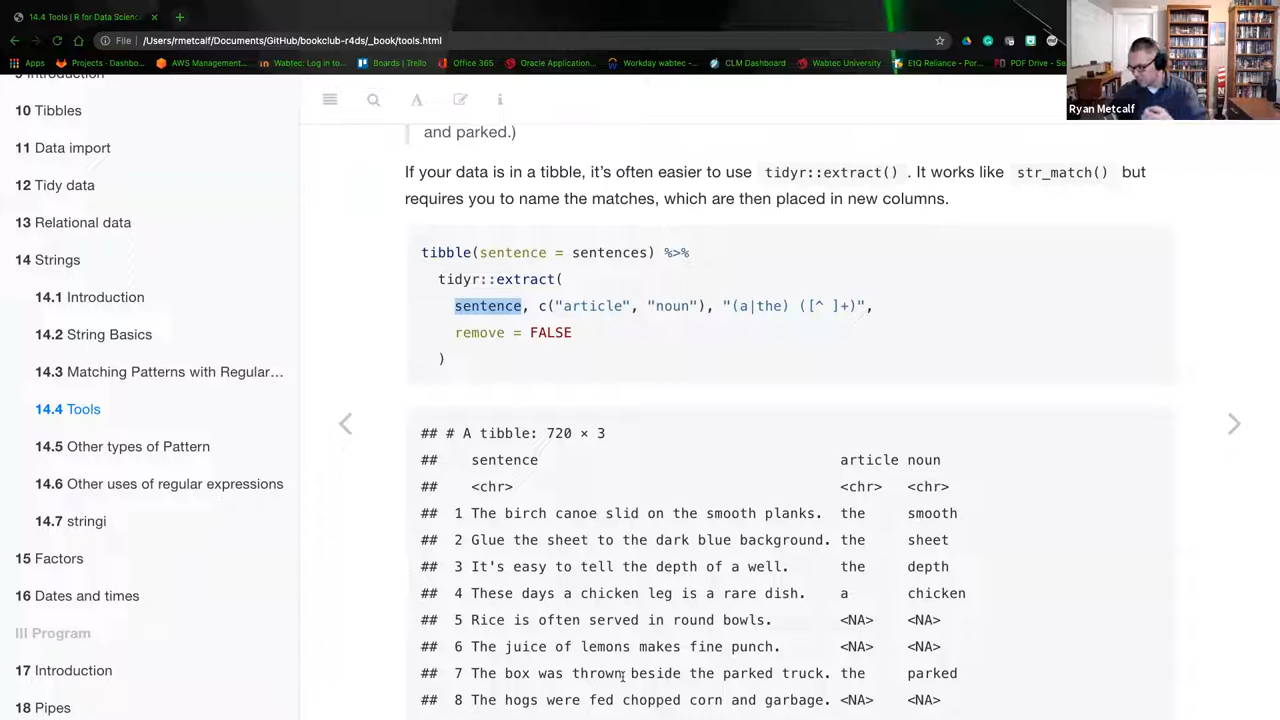 14.4 Tools | R for Data Scienc
File /Users/rmetcalf/Documents/GitHub/bookclub-r4ds/_book/tools.html
Apps Projects - Dashbo... AWS Management... Wabtec: Log in to... Boards | Trello Office 365 Oracle Application... Workday wabtec -... CLM Dashboard Wabtec University EtQ Reliance - Por... PDF Drive - Se
Ryan Metcalf
9 Introduction
10 Tibbles
11 Data import
12 Tidy data
13 Relational data
14 Strings
14.1 Introduction
14.2 String Basics
14.3 Matching Patterns with Regular...
14.4 Tools
14.5 Other types of Pattern
14.6 Other uses of regular expressions
14.7 stringi
15 Factors
16 Dates and times
III Program
17 Introduction
18 Pipes
and parked.)
If your data is in a tibble, it's often easier to use tidyr::extract() . It works like str_match() but
requires you to name the matches, which are then placed in new columns.
tibble(sentence = sentences) %>%
tidyr::extract(
sentence, c("article", "noun"), "(a|the) ([^ ]+)",
remove = FALSE
)
## # A tibble: 720 × 3
## sentence article noun
## <chr> <chr> <chr>
## 1 The birch canoe slid on the smooth planks. the smooth
## 2 Glue the sheet to the dark blue background. the sheet
## 3 It's easy to tell the depth of a well. the depth
## 4 These days a chicken leg is a rare dish. a chicken
## 5 Rice is often served in round bowls. <NA> <NA>
## 6 The juice of lemons makes fine punch. <NA> <NA>
## 7 The box was thrown beside the parked truck. the parked
## 8 The hogs were fed chopped corn and garbage. <NA> <NA>